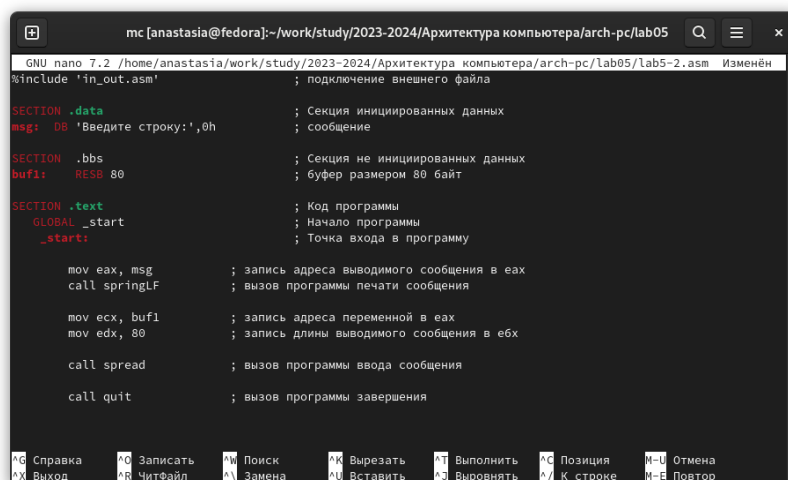 mc [anastasia@fedora]:~/work/study/2023-2024/Архитектура компьютера/arch-pc/lab05
GNU nano 7.2 /home/anastasia/work/study/2023-2024/Архитектура компьютера/arch-pc/lab05/lab5-2.asm Изменён
%include 'in_out.asm' ; подключение внешнего файла
SECTION .data ; Секция инициированных данных
msg: DB 'Введите строку:',0h ; сообщение
SECTION .bbs ; Секция не инициированных данных
buf1: RESB 80 ; буфер размером 80 байт
SECTION .text ; Код программы
GLOBAL _start ; Начало программы
_start: ; Точка входа в программу
mov eax, msg ; запись адреса выводимого сообщения в еах
call springLF ; вызов программы печати сообщения
mov ecx, buf1 ; запись адреса переменной в еах
mov edx, 80 ; запись длины выводимого сообщения в ебх
call spread ; вызов программы ввода сообщения
call quit ; вызов программы завершения
^G Справка ^O Записать ^W Поиск ^K Вырезать ^T Выполнить ^C Позиция M-U Отмена
^X Выход ^R ЧитФайл ^\ Замена ^U Вставить ^J Выровнять ^/ К строке M-E Повтор